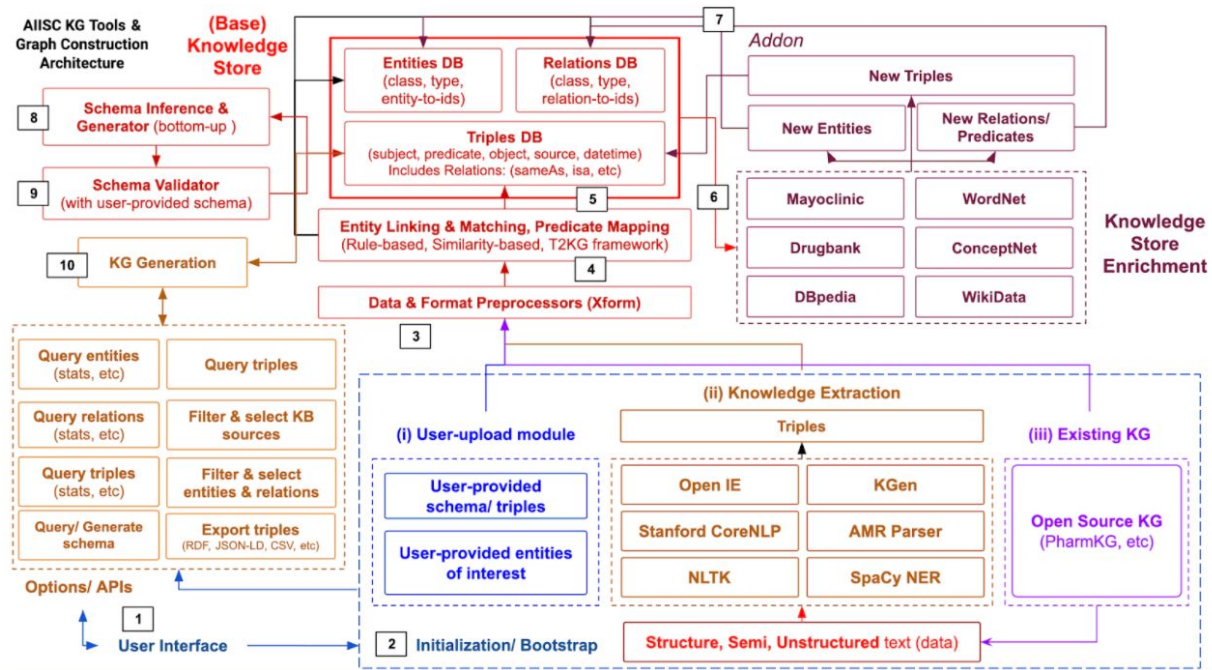 AIISC KG Tools &
Graph Construction
Architecture
(Base)
Knowledge
Store
7
Addon
Entities DB
(class, type,
entity-to-ids)
Relations DB
(class, type,
relation-to-ids)
New Triples
8
Schema Inference &
Generator (bottom-up )
New Entities
New Relations/
Predicates
Triples DB
(subject, predicate, object, source, datetime)
Includes Relations: (sameAs, isa, etc)
9
Schema Validator
(with user-provided schema)
5
6
Entity Linking & Matching, Predicate Mapping
(Rule-based, Similarity-based, T2KG framework)
Mayoclinic
WordNet
Drugbank
ConceptNet
DBpedia
WikiData
Knowledge
Store
Enrichment
10
KG Generation
4
Data & Format Preprocessors (Xform)
3
Query entities
(stats, etc)
Query triples
Query relations
(stats, etc)
Filter & select KB
sources
Query triples
(stats, etc)
Filter & select
entities & relations
Query/ Generate
schema
Export triples
(RDF, JSON-LD, CSV, etc)
Options/ APIs
(i) User-upload module
User-provided
schema/ triples
User-provided entities
of interest
(ii) Knowledge Extraction
Triples
Open IE
KGen
Stanford CoreNLP
AMR Parser
NLTK
SpaCy NER
(iii) Existing KG
Open Source KG
(PharmKG, etc)
1
User Interface
2
Initialization/ Bootstrap
Structure, Semi, Unstructured text (data)